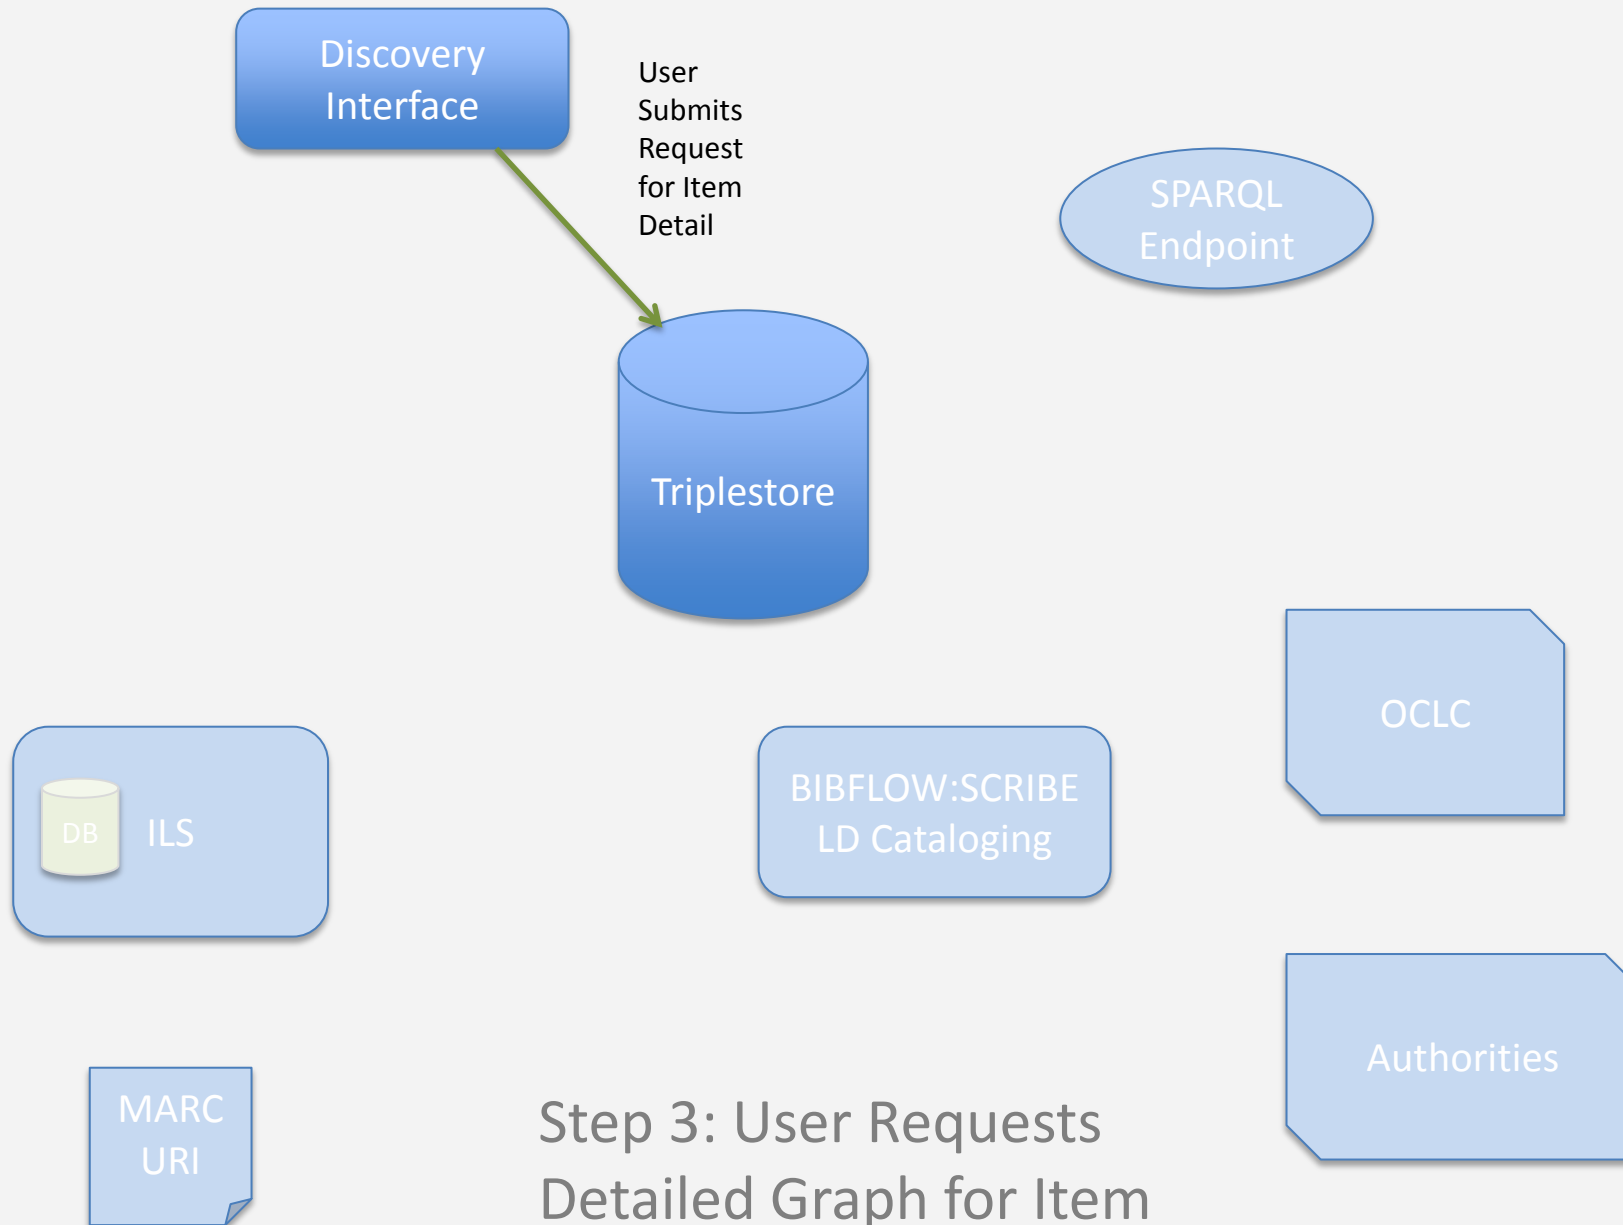 Discovery
Interface
User
Submits
Request
for Item
Detail
SPARQL
Endpoint
Triplestore
OCLC
BIBFLOW:SCRIBE
LD Cataloging
DB
ILS
Authorities
MARC
URI
Step 3: User Requests
Detailed Graph for Item